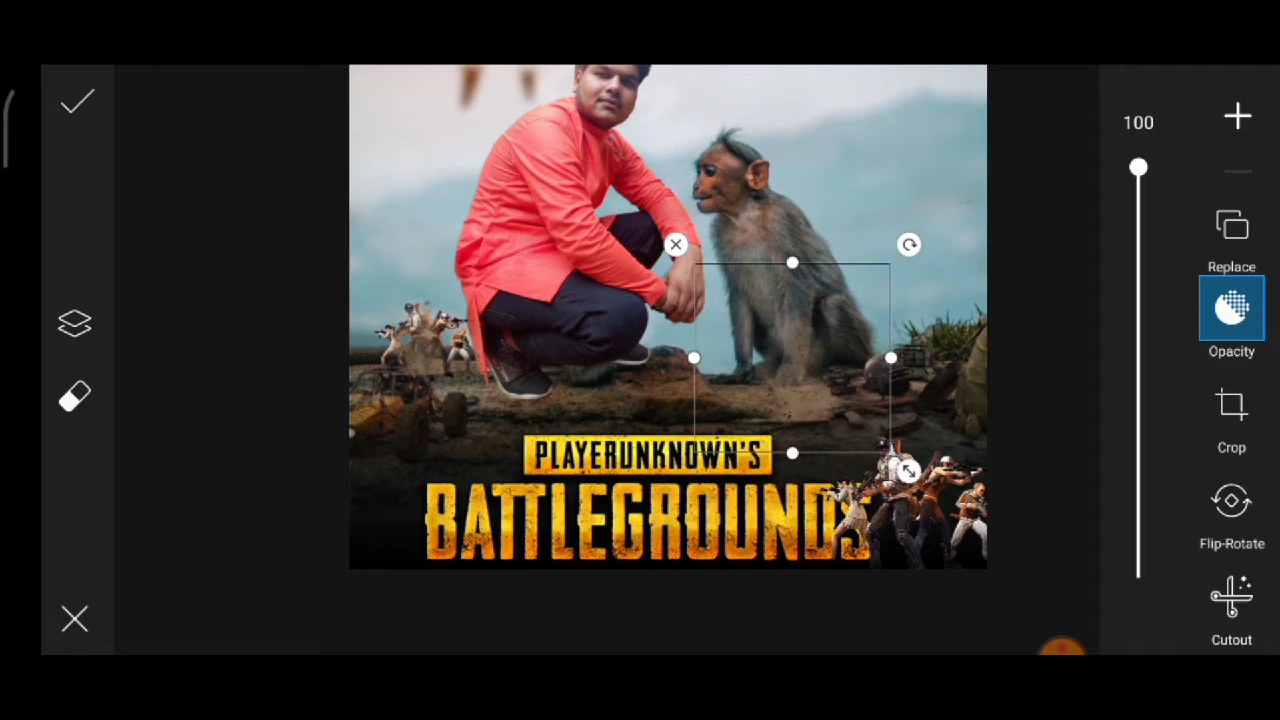 100
Replace
Opacity
Crop
Flip-Rotate
Cutout
PLAYERUNKNOWN'S
BATTLEGROUNDS